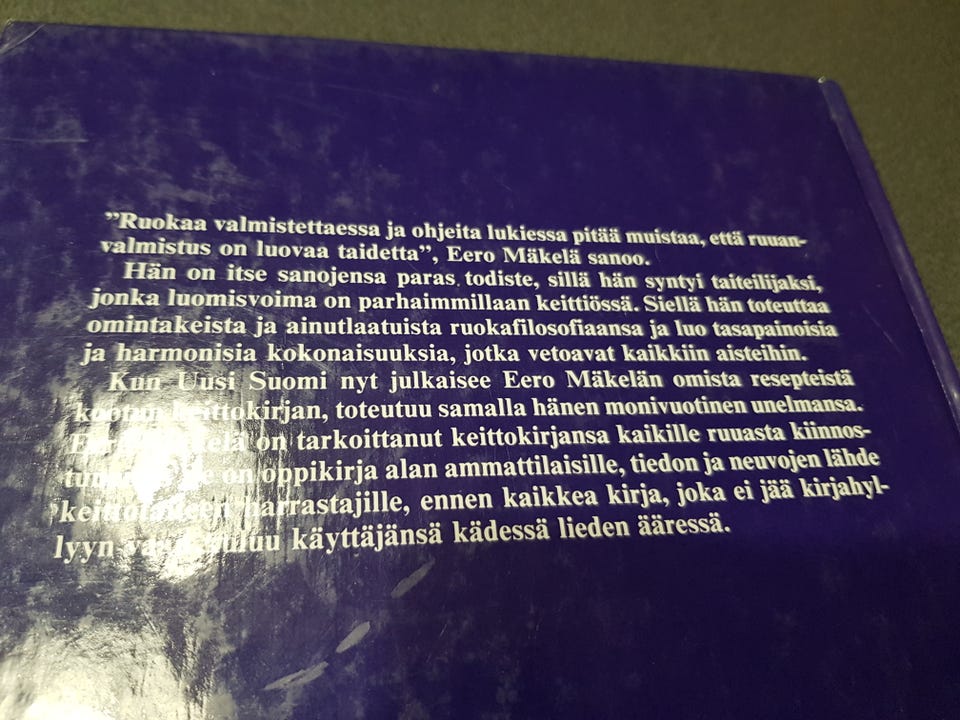 "Ruokaa valmistettaessa ja ohjeita lukiessa pitää muistaa, että ruuan-
valmistus on luovaa taidetta", Eero Mäkelä sanoo.
Hän on itse sanojensa paras todiste, sillä hän syntyi taiteilijaksi,
jonka luomisvoima on parhaimmillaan keittiössä. Siellä hän toteuttaa
omintakeista ja ainutlaatuista ruokafilosofiaansa ja luo tasapainoisia
ja harmonisia kokonaisuuksia, jotka vetoavat kaikkiin aisteihin.
Kun Uusi Suomi nyt julkaisee Eero Mäkelän omista resepteistä
kootun keittokirjan, toteutuu samalla hänen monivuotinen unelmansa.
Eero Mäkelä on tarkoittanut keittokirjansa kaikille ruuasta kiinnos-
on oppikirja alan ammattilaisille, tiedon ja neuvojen lähde
keittotaiteen harrastajille, ennen kaikkea kirja, joka ei jää kirjahyl-
lyyn käyttäjänsä kädessä lieden ääressä.